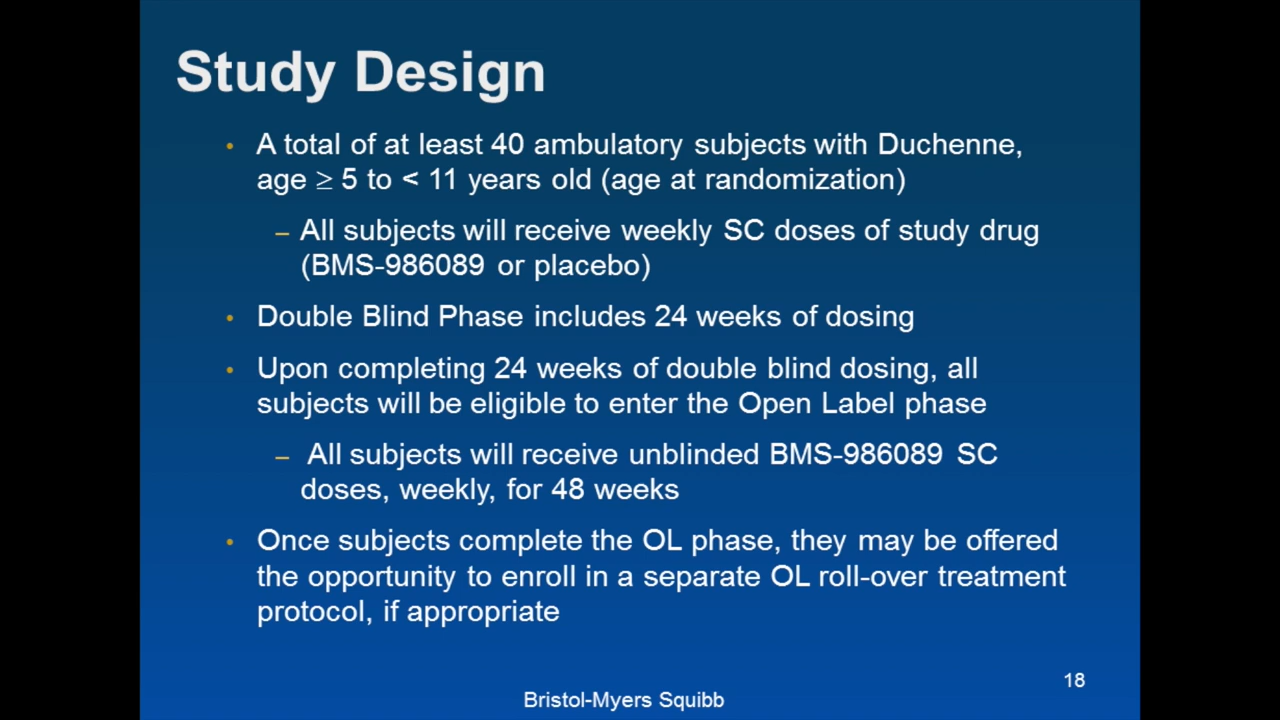 Study Design
• A total of at least 40 ambulatory subjects with Duchenne,
age ≥ 5 to < 11 years old (age at randomization)
– All subjects will receive weekly SC doses of study drug
(BMS-986089 or placebo)
• Double Blind Phase includes 24 weeks of dosing
• Upon completing 24 weeks of double blind dosing, all
subjects will be eligible to enter the Open Label phase
– All subjects will receive unblinded BMS-986089 SC
doses, weekly, for 48 weeks
• Once subjects complete the OL phase, they may be offered
the opportunity to enroll in a separate OL roll-over treatment
protocol, if appropriate
18
Bristol-Myers Squibb